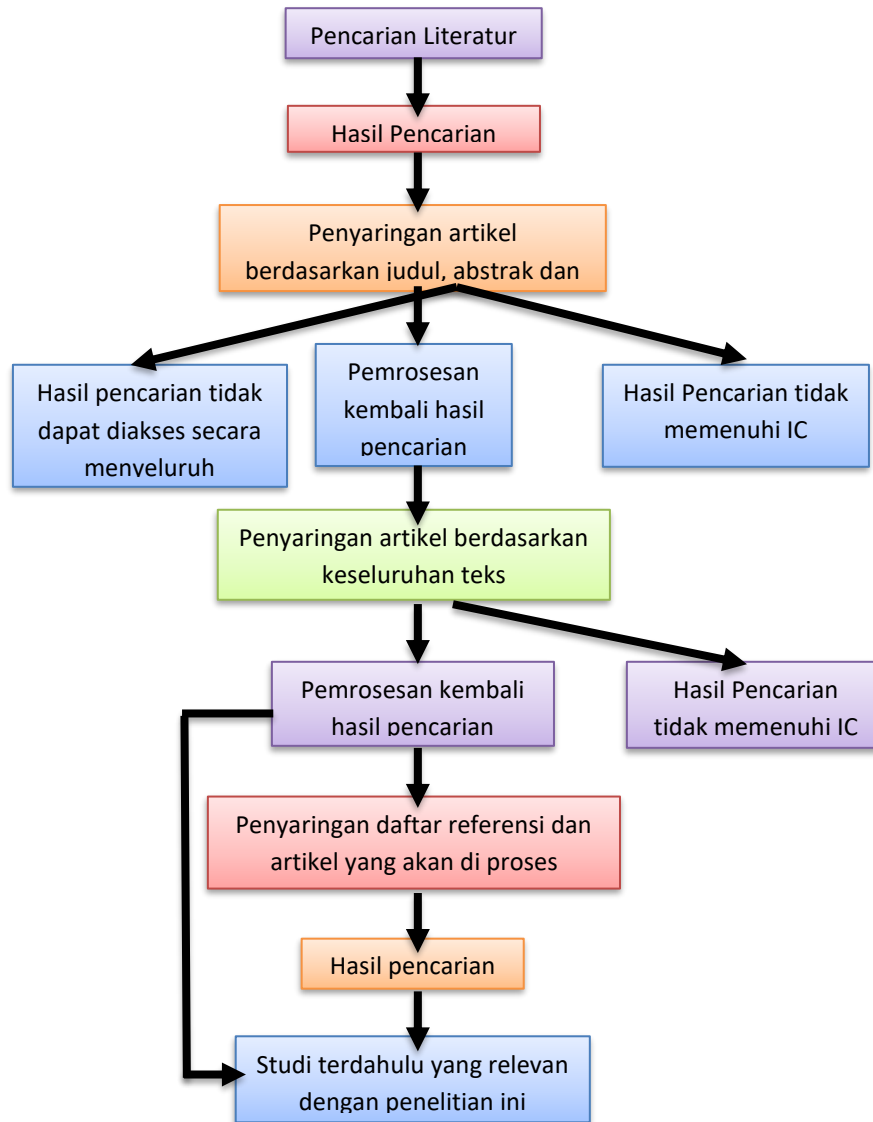 Pencarian Literatur
Hasil Pencarian
Penyaringan artikel
berdasarkan judul, abstrak dan
Hasil pencarian tidak
dapat diakses secara
menyeluruh
Pemrosesan
kembali hasil
pencarian
Hasil Pencarian tidak
memenuhi IC
Penyaringan artikel berdasarkan
keseluruhan teks
Pemrosesan kembali
hasil pencarian
Hasil Pencarian
tidak memenuhi IC
Penyaringan daftar referensi dan
artikel yang akan di proses
Hasil pencarian
Studi terdahulu yang relevan
dengan penelitian ini